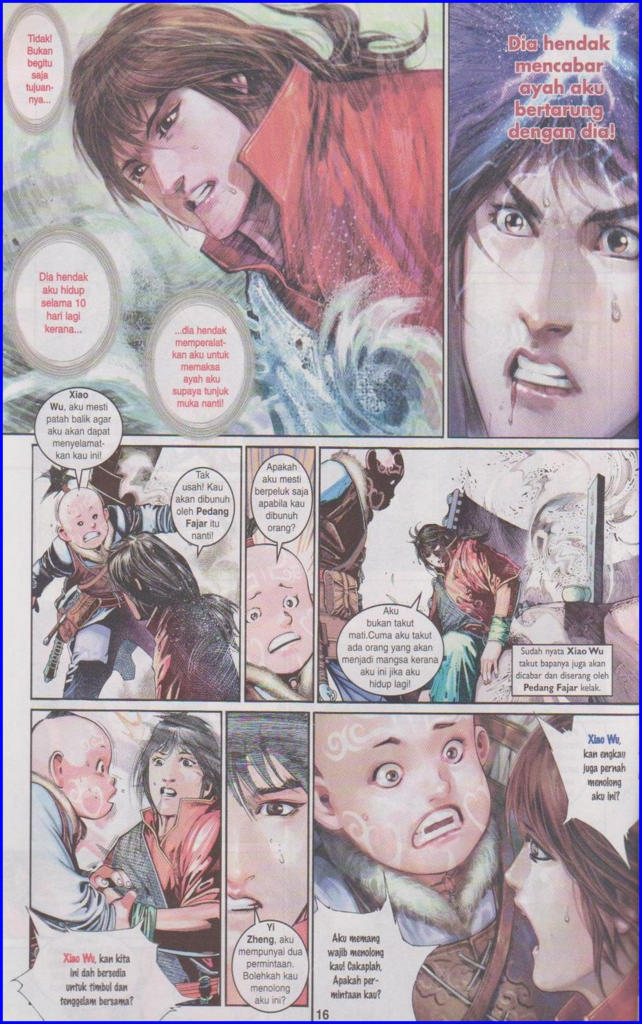 Tidak!
Bukan
begitu
saja
tujuan-
nya...
Dia hendak
mencabar
ayah aku
bertarung
dengan dia!
Dia hendak
aku hidup
selama 10
hari lagi
kerana...
...dia hendak
memperalat-
kan aku untuk
memaksa
ayah aku
supaya tunjuk
muka nanti!
Xiao
Wu, aku mesti
patah balik agar
aku akan dapat
menyelamat-
kan kau ini!
Tak
usah! Kau
akan dibunuh
oleh Pedang
Fajar itu
nanti!
Apakah
aku mesti
berpeluk saja
apabila kau
dibunuh
orang?
Aku
bukan takut
mati.Cuma aku takut
ada orang yang akan
menjadi mangsa kerana
aku ini jika aku
hidup lagi!
Sudah nyata Xiao Wu
takut bapanya juga akan
dicabar dan diserang oleh
Pedang Fajar kelak.
Xiao Wu, kan kita
ini dah bersedia
untuk timbul dan
tenggelam bersama?
Yi
Zheng, aku
mempunyai dua
permintaan.
Bolehkah kau
menolong
aku ini?
Xiao Wu,
kan engkau
juga pernah
menolong
aku ini?
Aku memang
wajib menolong
kau! Cakaplah,
Apakah per-
mintaan kau?
16